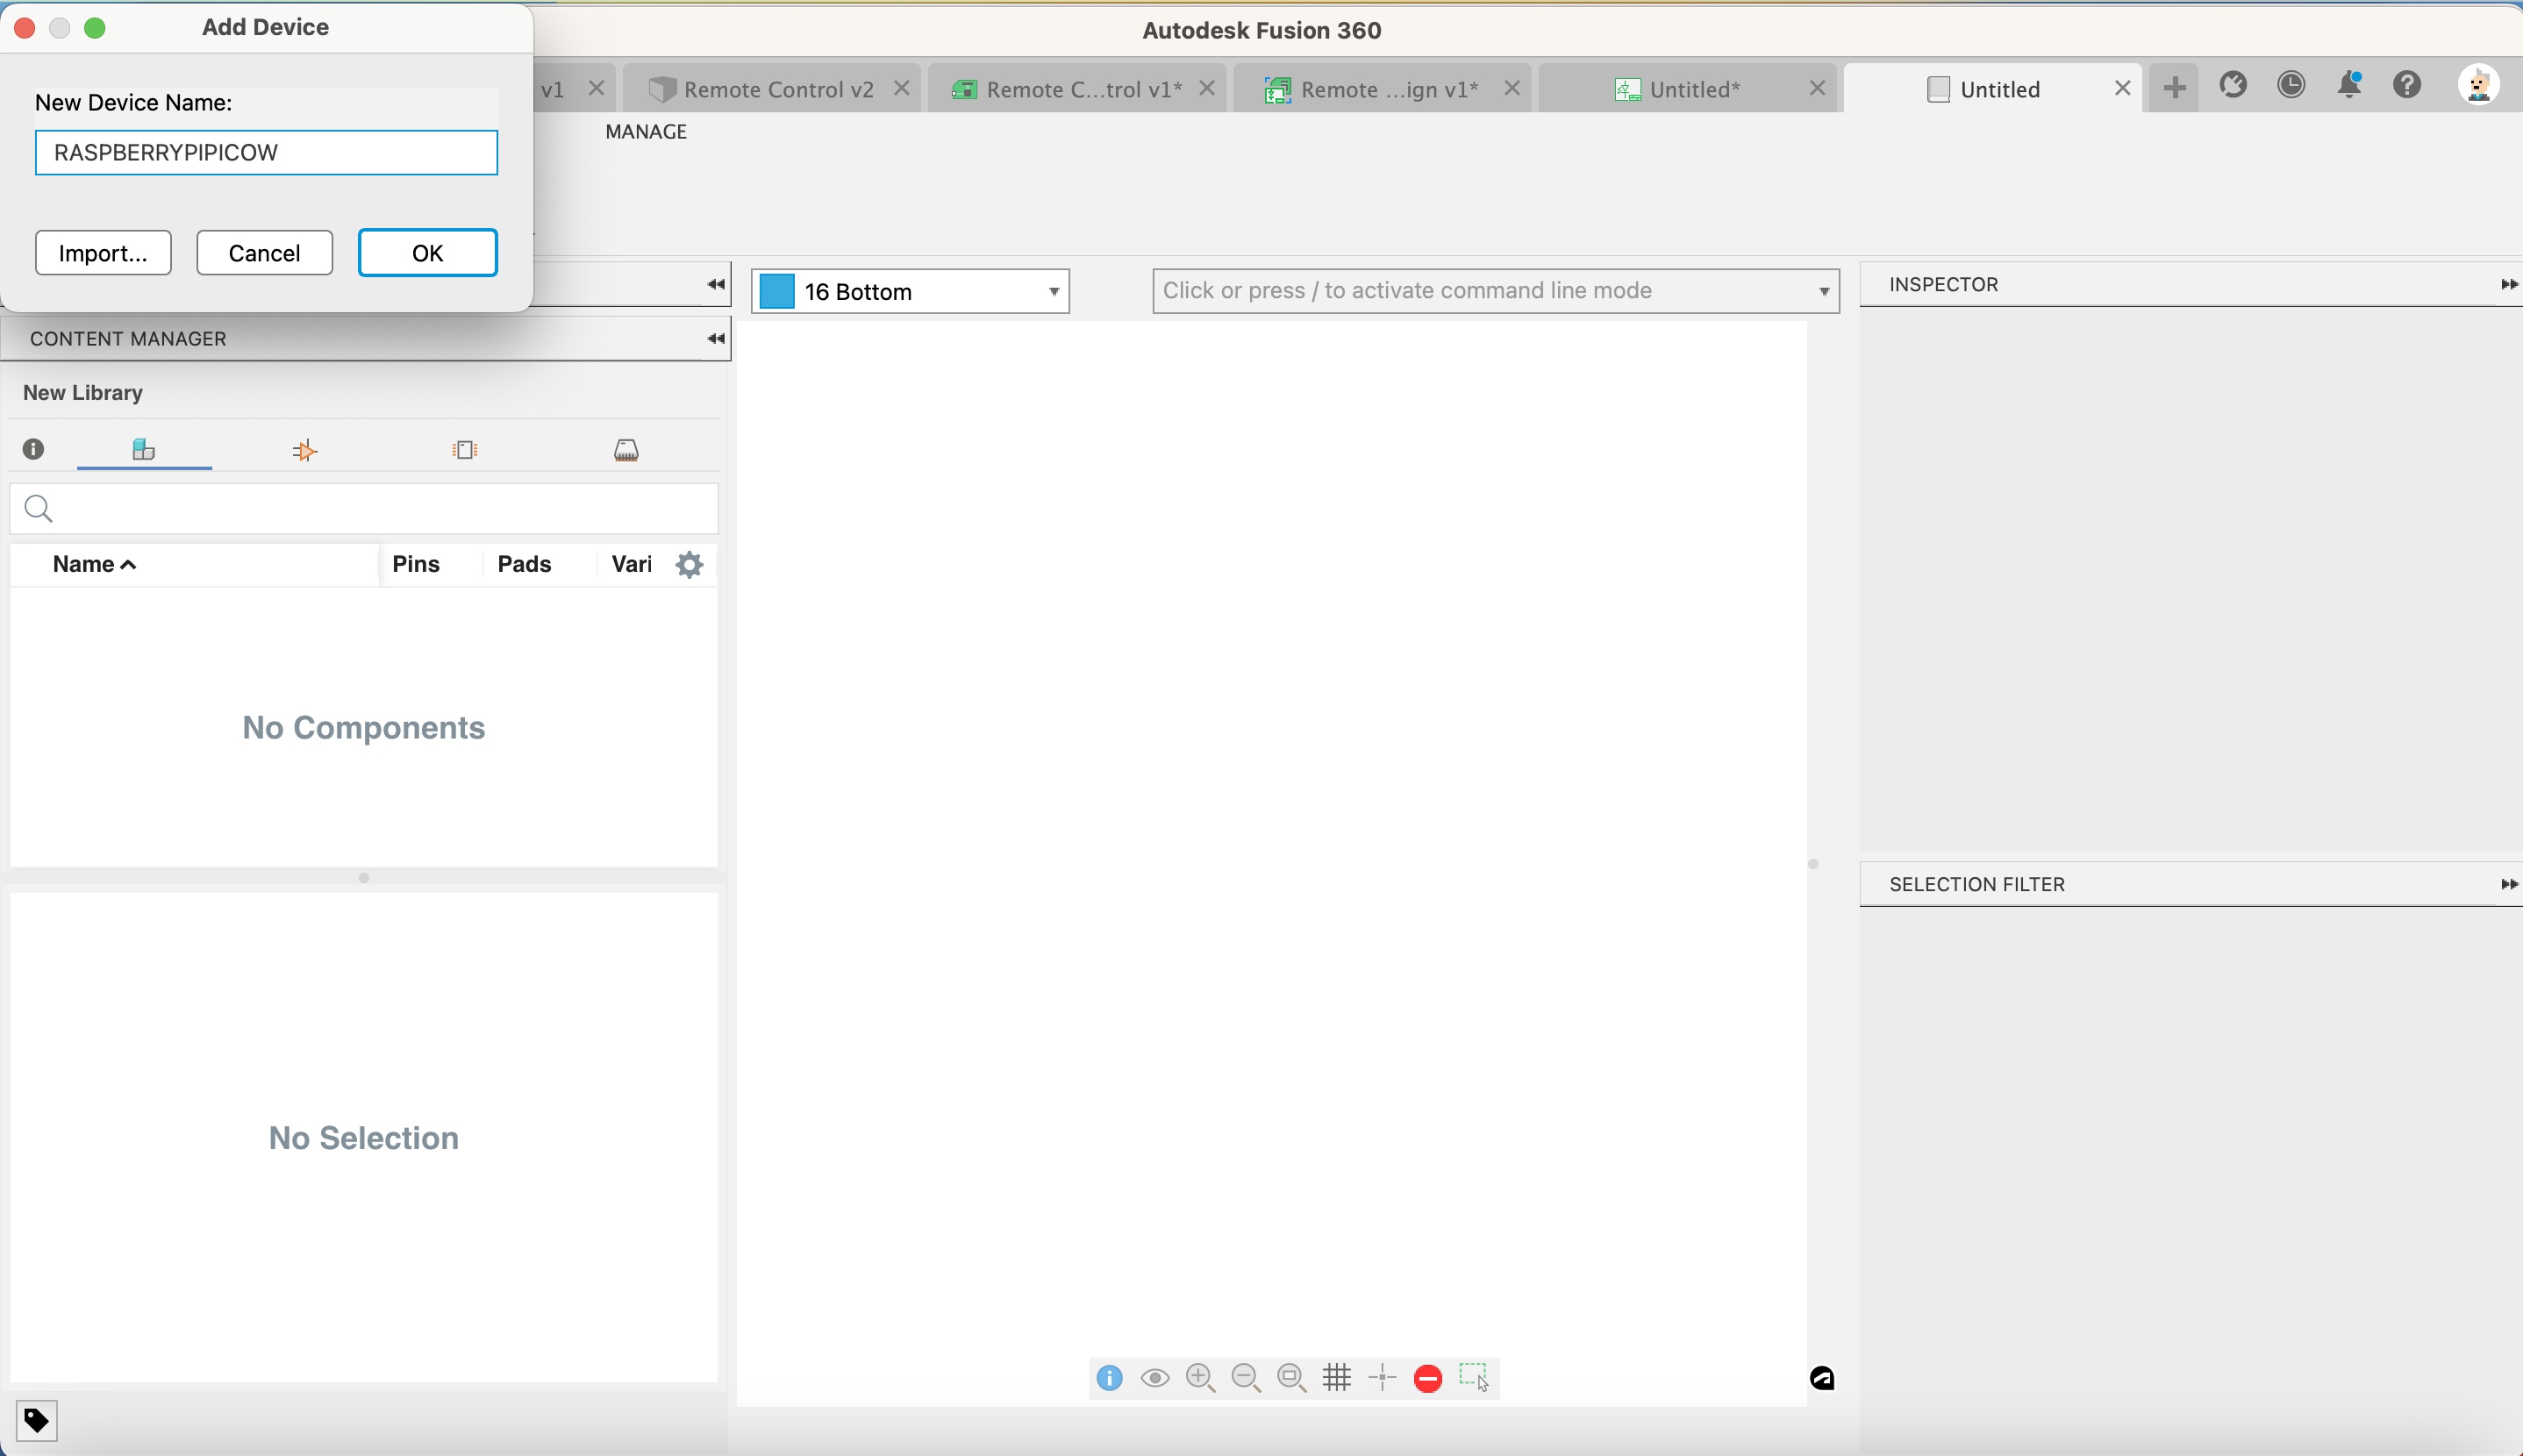 Add Device
Autodesk Fusion 360
New Device Name:
RASPBERRYPIPICOW
Import...
Cancel
OK
v1
Remote Control v2
Remote C...trol v1*
Remote ...ign v1*
Untitled*
Untitled
MANAGE
16 Bottom
Click or press / to activate command line mode
INSPECTOR
CONTENT MANAGER
New Library
Name
Pins
Pads
Vari
No Components
SELECTION FILTER
No Selection